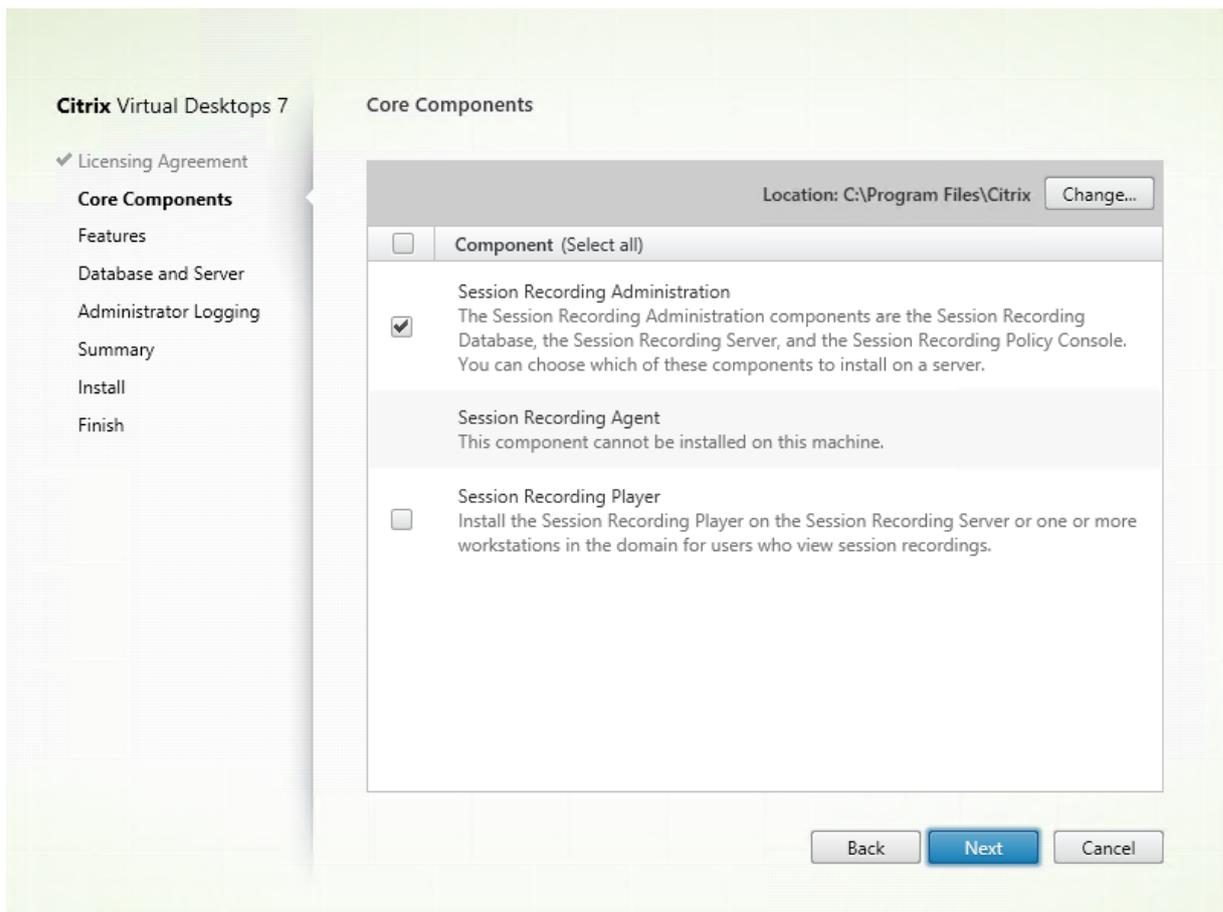 Citrix Virtual Desktops 7
Licensing Agreement
Core Components
Features
Database and Server
Administrator Logging
Summary
Install
Finish
Core Components
Location: C:\Program Files\Citrix
Change...
Component (Select all)
Session Recording Administration
The Session Recording Administration components are the Session Recording
Database, the Session Recording Server, and the Session Recording Policy Console.
You can choose which of these components to install on a server.
Session Recording Agent
This component cannot be installed on this machine.
Session Recording Player
Install the Session Recording Player on the Session Recording Server or one or more
workstations in the domain for users who view session recordings.
Back
Next
Cancel